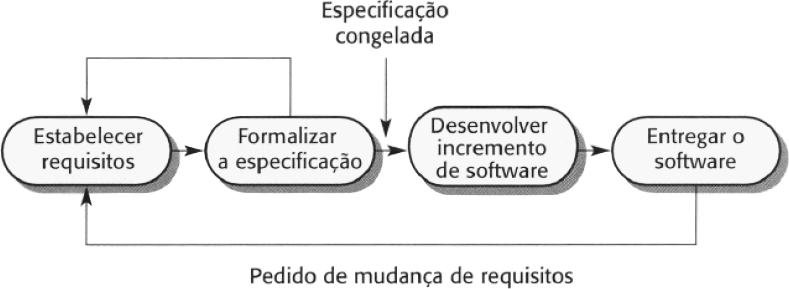 Especificação
congelada
Estabelecer
requisitos
Formalizar
a especificação
Desenvolver
incremento
de software
Entregar o
software
Pedido de mudança de requisitos